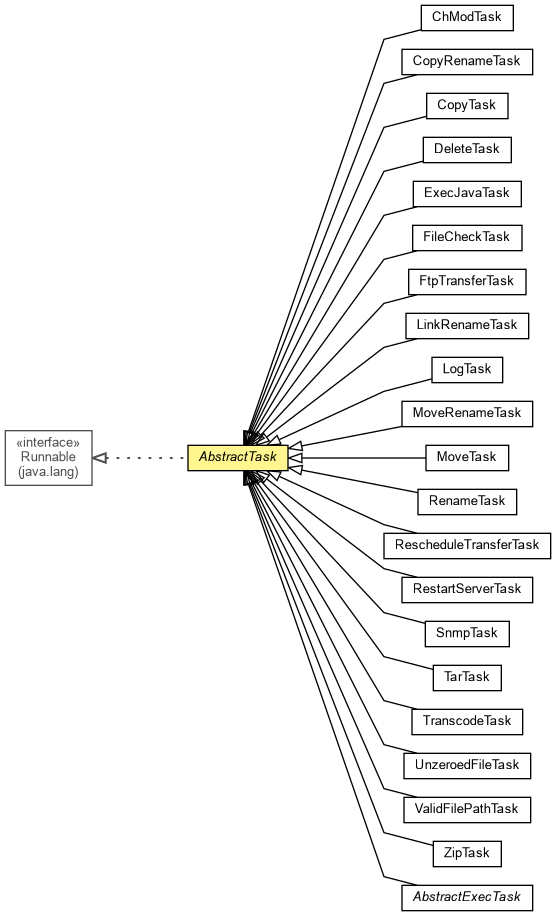 ChModTask
CopyRenameTask
CopyTask
DeleteTask
ExecJavaTask
FileCheckTask
FtpTransferTask
LinkRenameTask
LogTask
MoveRenameTask
«interface»
Runnable
(java.lang)
AbstractTask
MoveTask
RenameTask
RescheduleTransferTask
RestartServerTask
SnmpTask
TarTask
TranscodeTask
UnzeroedFileTask
ValidFilePathTask
ZipTask
AbstractExecTask